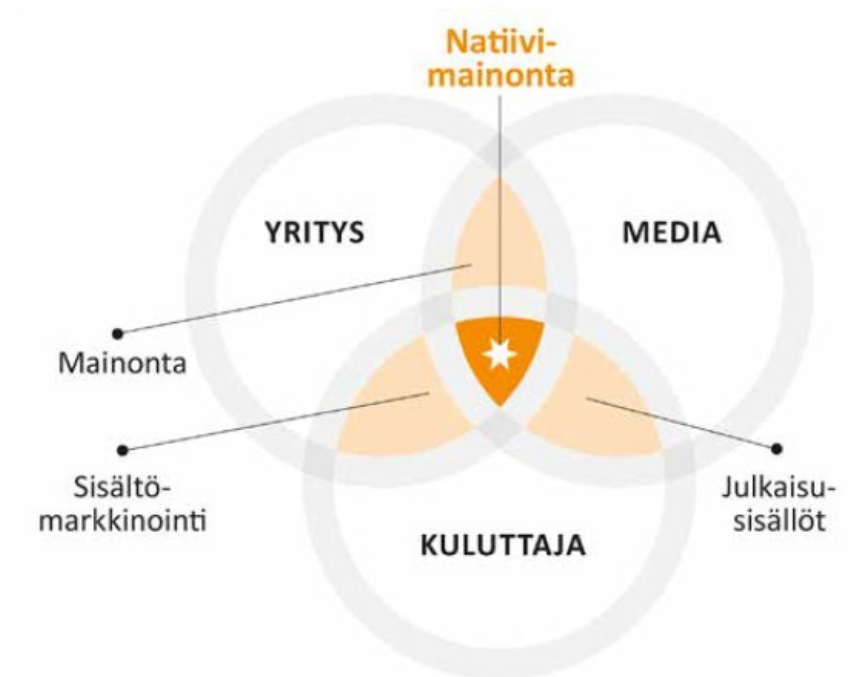 Natiivi-
mainonta
YRITYS
MEDIA
Mainonta
Sisältö-
markkinointi
Julkaisu-
sisällöt
KULUTTAJA